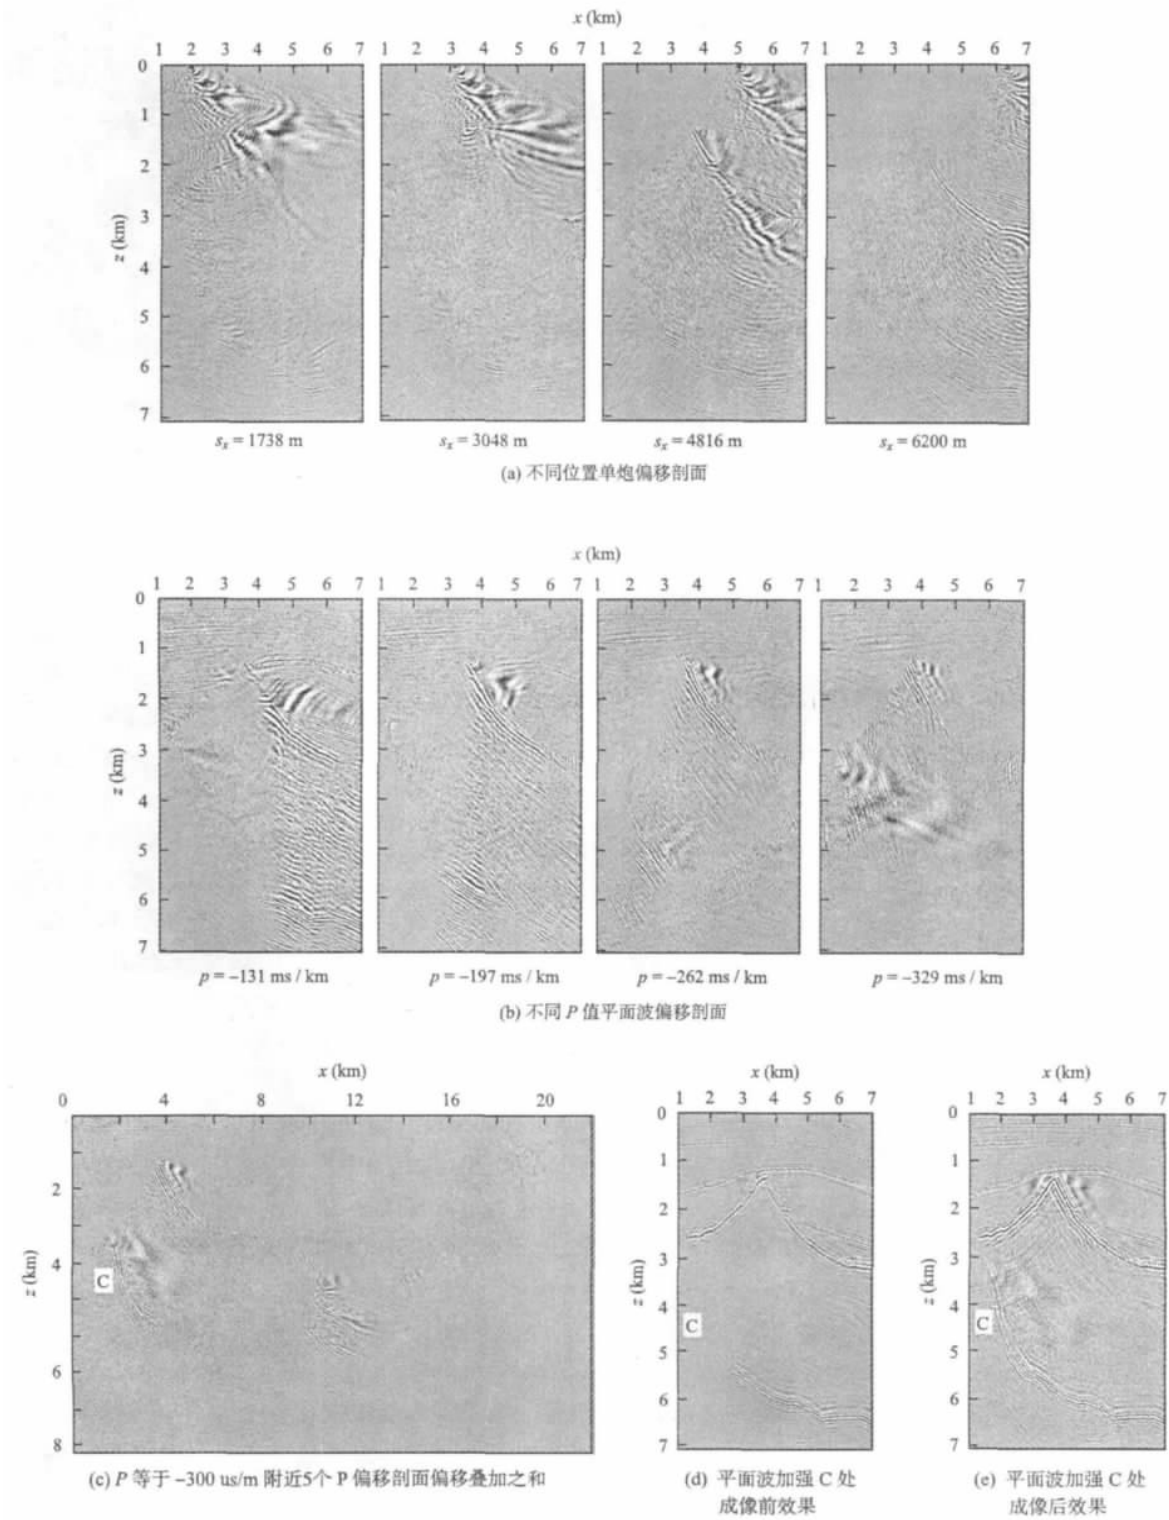 x (km)
1 2 3 4 5 6 7 1 2 3 4 5 6 7 1 2 3 4 5 6 7 1 2 3 4 5 6 7
0
1
2
3
4
5
6
7
z (km)
sx = 1738 m sx = 3048 m sx = 4816 m sx = 6200 m
(a) 不同位置单炮偏移剖面
x (km)
1 2 3 4 5 6 7 1 2 3 4 5 6 7 1 2 3 4 5 6 7 1 2 3 4 5 6 7
0
1
2
3
4
5
6
7
z (km)
p = −131 ms / km p = −197 ms / km p = −262 ms / km p = −329 ms / km
(b) 不同 P 值平面波偏移剖面
x (km)
0 4 8 12 16 20
2
4
6
8
z (km)
C
(c) P 等于 −300 us/m 附近5个 P 偏移剖面偏移叠加之和
x (km)
1 2 3 4 5 6 7
0
1
2
3
4
5
6
7
z (km)
C
(d) 平面波加强 C 处
成像前效果
x (km)
1 2 3 4 5 6 7
0
1
2
3
4
5
6
7
z (km)
C
(e) 平面波加强 C 处
成像后效果